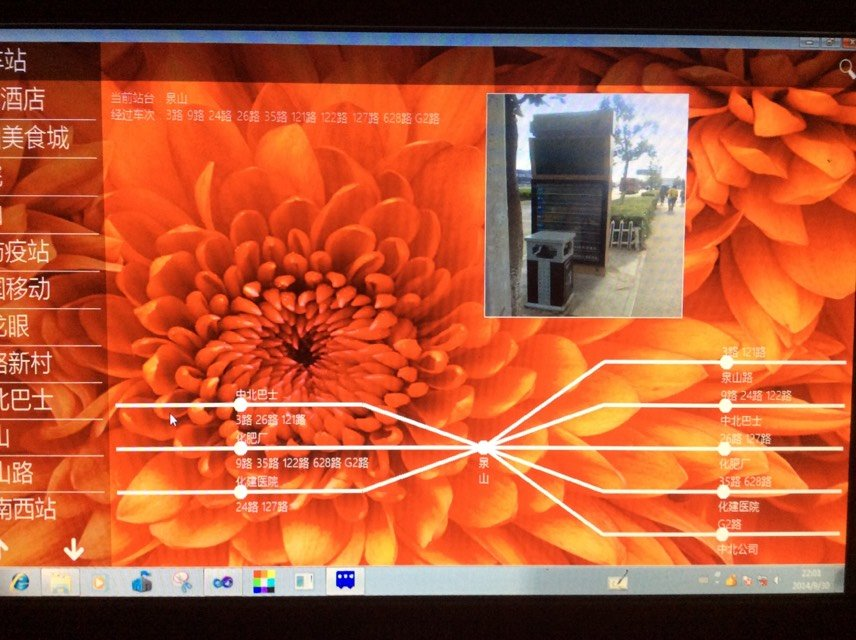 当前站台 泉山
经过车次 3路 9路 24路 26路 35路 121路 122路 127路 628路 G2路
车站
酒店
美食城
防疫站
国移动
花眼
路新村
北巴士
山
山路
南西站
中北巴士
3路 26路 121路
化肥厂
9路 35路 122路 628路 G2路
化建医院
24路 127路
泉山
3路 121路
泉山路
9路 24路 122路
中北巴士
26路 127路
化肥厂
35路 628路
化建医院
G2路
中北公司
22:01
2014/9/30